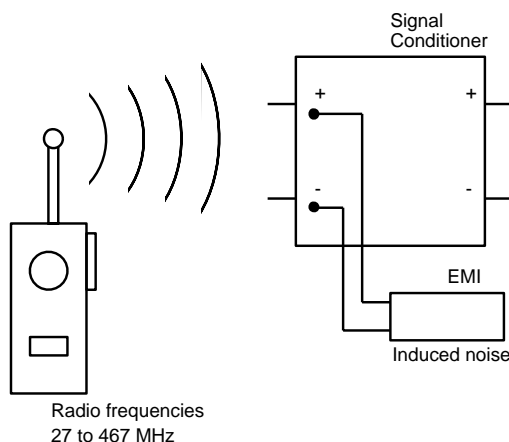 Signal
Conditioner
+ +
- -
EMI
Induced noise
Radio frequencies
27 to 467 MHz